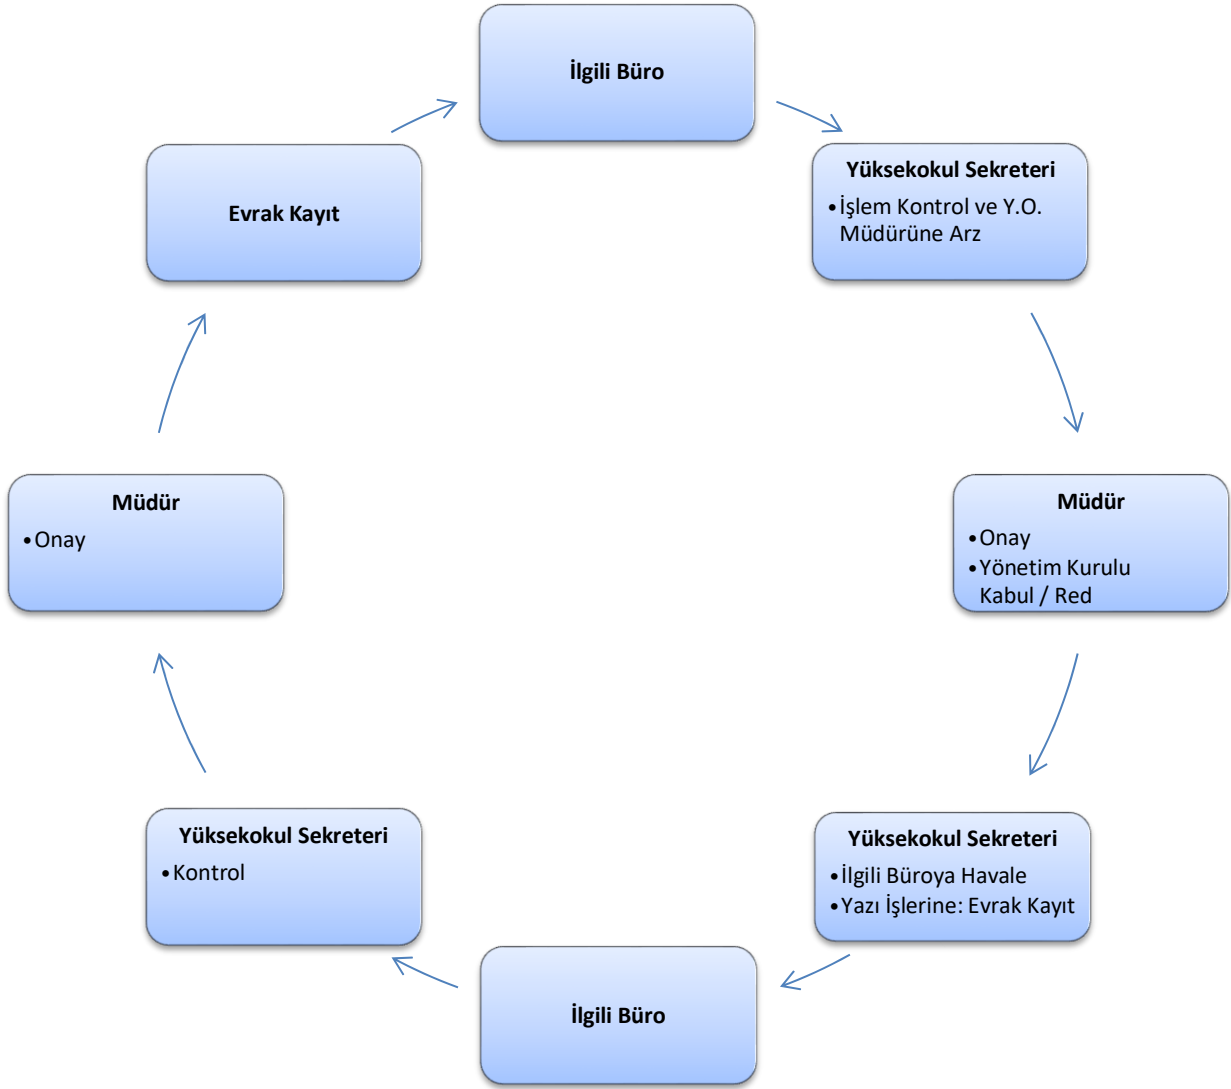 İlgili Büro
Yüksekokul Sekreteri
•İşlem Kontrol ve Y.O.
Müdürüne Arz
Müdür
•Onay
•Yönetim Kurulu
Kabul / Red
Yüksekokul Sekreteri
•İlgili Büroya Havale
•Yazı İşlerine: Evrak Kayıt
İlgili Büro
Yüksekokul Sekreteri
•Kontrol
Müdür
•Onay
Evrak Kayıt